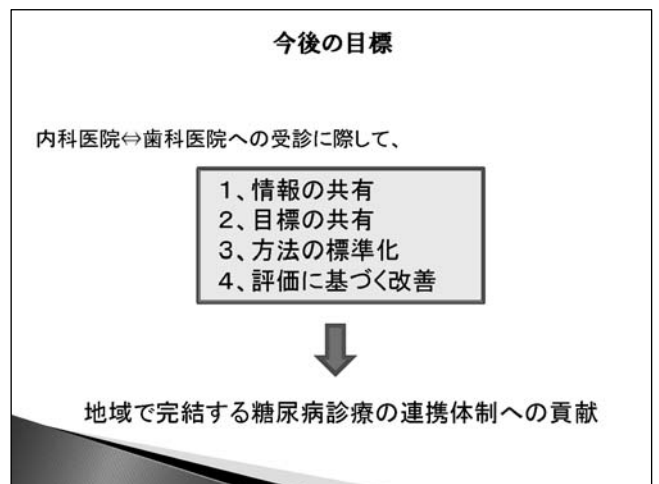 今後の目標
内科医院⇔歯科医院への受診に際して、
1、情報の共有
2、目標の共有
3、方法の標準化
4、評価に基づく改善
地域で完結する糖尿病診療の連携体制への貢献